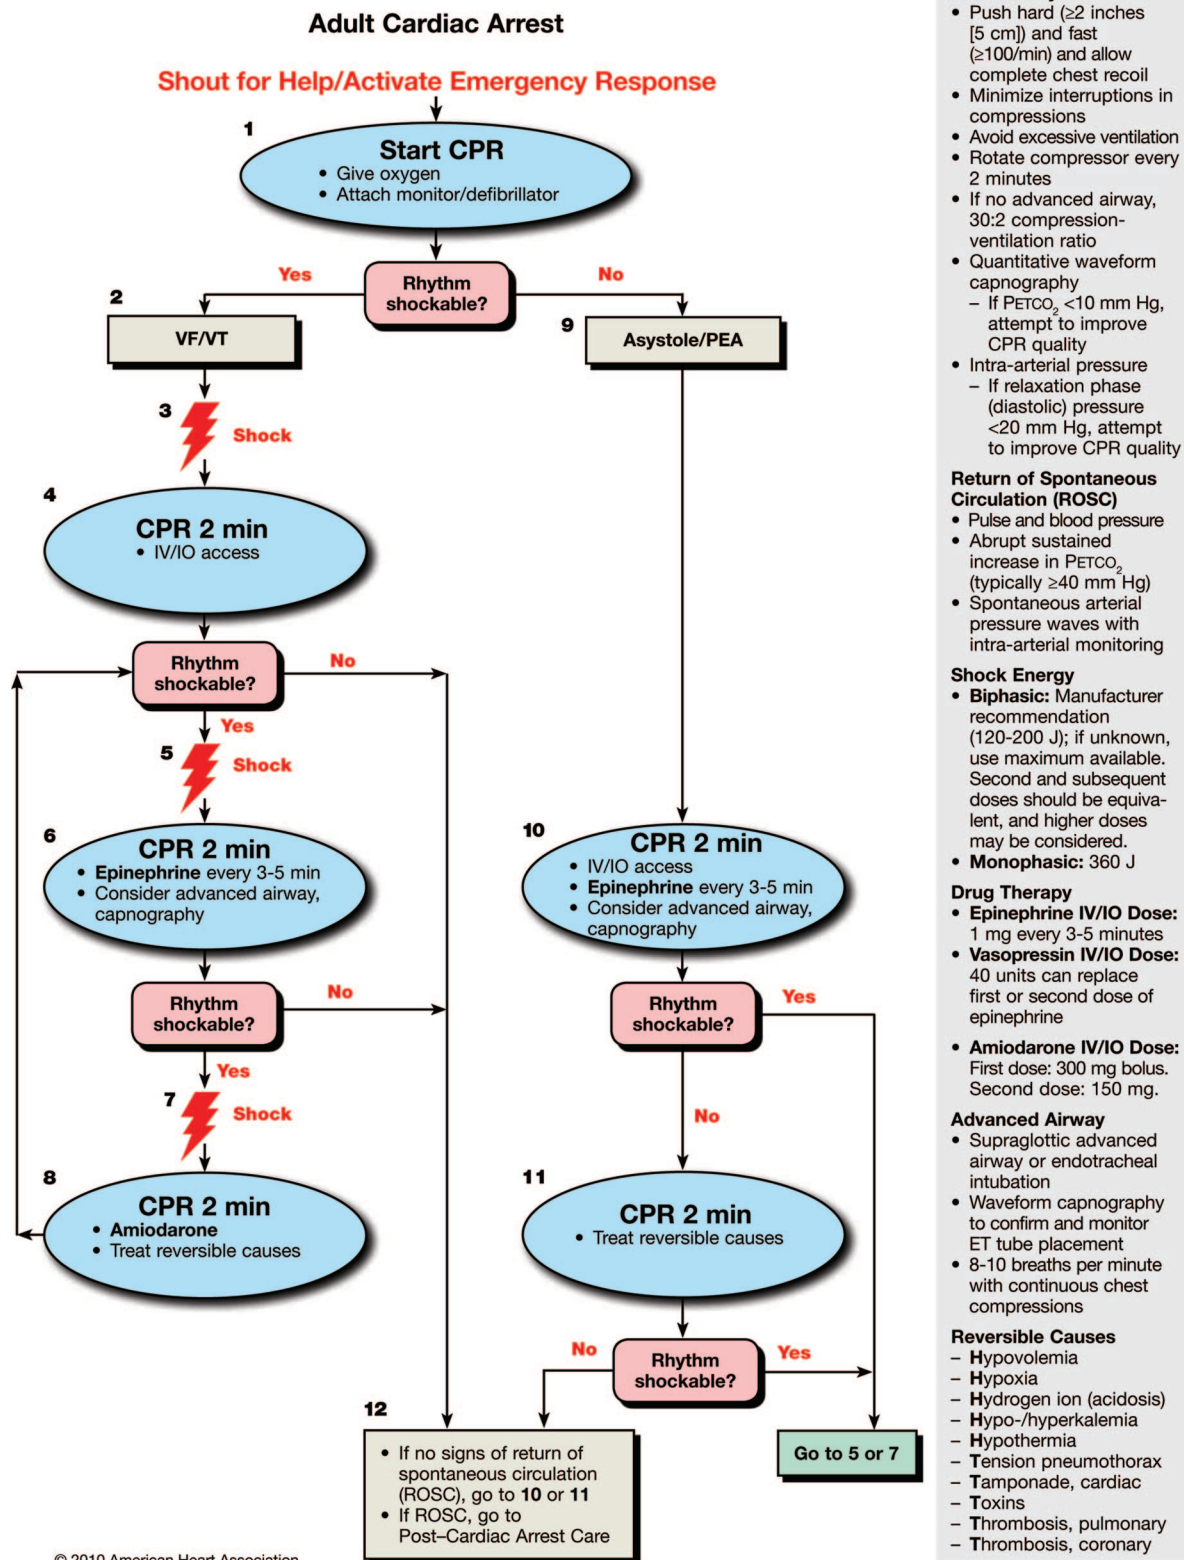 Adult Cardiac Arrest
Shout for Help/Activate Emergency Response
1
Start CPR
• Give oxygen
• Attach monitor/defibrillator
Rhythm
shockable?
Yes
No
2
VF/VT
9
Asystole/PEA
3
Shock
4
CPR 2 min
• IV/IO access
Rhythm
shockable?
No
Yes
5
Shock
6
CPR 2 min
• Epinephrine every 3-5 min
• Consider advanced airway,
capnography
Rhythm
shockable?
No
Yes
7
Shock
8
CPR 2 min
• Amiodarone
• Treat reversible causes
10
CPR 2 min
• IV/IO access
• Epinephrine every 3-5 min
• Consider advanced airway,
capnography
Rhythm
shockable?
Yes
No
11
CPR 2 min
• Treat reversible causes
Rhythm
shockable?
No
Yes
12
• If no signs of return of
spontaneous circulation
(ROSC), go to 10 or 11
• If ROSC, go to
Post–Cardiac Arrest Care
Go to 5 or 7
© 2010 American Heart Association
• Push hard (≥2 inches
[5 cm]) and fast
(≥100/min) and allow
complete chest recoil
• Minimize interruptions in
compressions
• Avoid excessive ventilation
• Rotate compressor every
2 minutes
• If no advanced airway,
30:2 compression-
ventilation ratio
• Quantitative waveform
capnography
– If PETCO₂ <10 mm Hg,
attempt to improve
CPR quality
• Intra-arterial pressure
– If relaxation phase
(diastolic) pressure
<20 mm Hg, attempt
to improve CPR quality
Return of Spontaneous
Circulation (ROSC)
• Pulse and blood pressure
• Abrupt sustained
increase in PETCO₂
(typically ≥40 mm Hg)
• Spontaneous arterial
pressure waves with
intra-arterial monitoring
Shock Energy
• Biphasic: Manufacturer
recommendation
(120-200 J); if unknown,
use maximum available.
Second and subsequent
doses should be equiva-
lent, and higher doses
may be considered.
• Monophasic: 360 J
Drug Therapy
• Epinephrine IV/IO Dose:
1 mg every 3-5 minutes
• Vasopressin IV/IO Dose:
40 units can replace
first or second dose of
epinephrine
• Amiodarone IV/IO Dose:
First dose: 300 mg bolus.
Second dose: 150 mg.
Advanced Airway
• Supraglottic advanced
airway or endotracheal
intubation
• Waveform capnography
to confirm and monitor
ET tube placement
• 8-10 breaths per minute
with continuous chest
compressions
Reversible Causes
– Hypovolemia
– Hypoxia
– Hydrogen ion (acidosis)
– Hypo-/hyperkalemia
– Hypothermia
– Tension pneumothorax
– Tamponade, cardiac
– Toxins
– Thrombosis, pulmonary
– Thrombosis, coronary